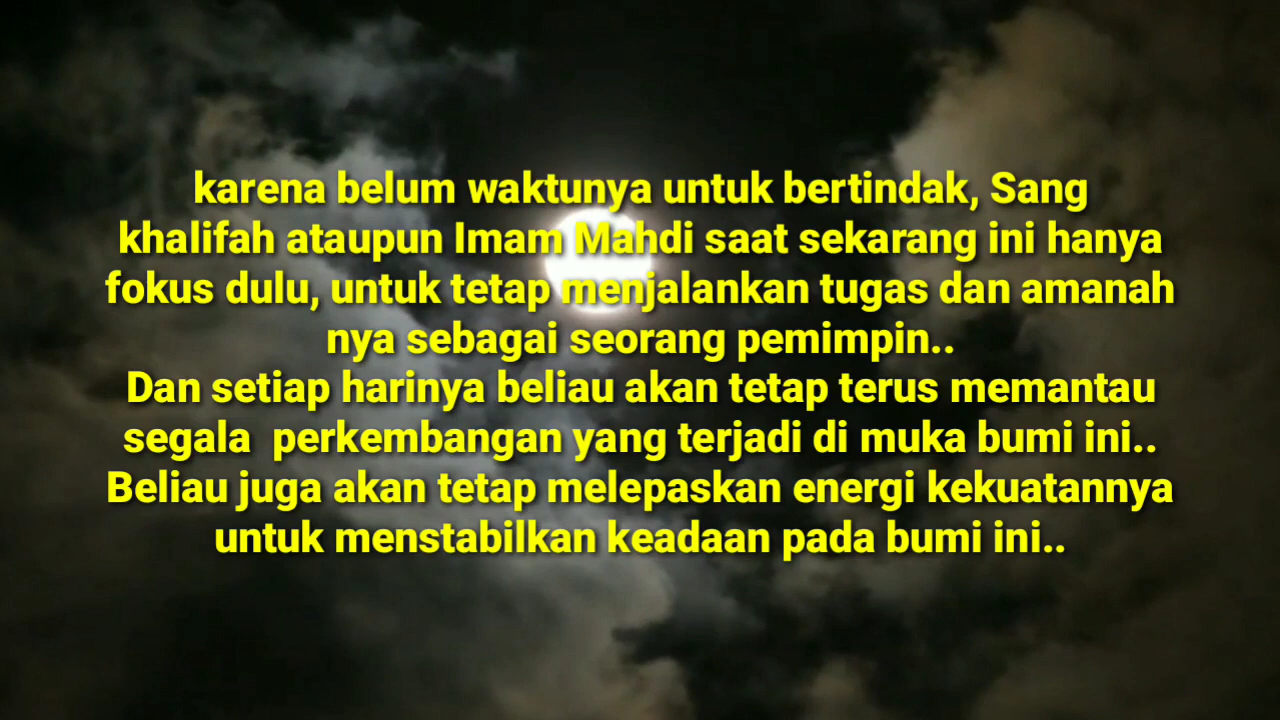 karena belum waktunya untuk bertindak, Sang
khalifah ataupun Imam Mahdi saat sekarang ini hanya
fokus dulu, untuk tetap menjalankan tugas dan amanah
nya sebagai seorang pemimpin..
Dan setiap harinya beliau akan tetap terus memantau
segala  perkembangan yang terjadi di muka bumi ini..
Beliau juga akan tetap melepaskan energi kekuatannya
untuk menstabilkan keadaan pada bumi ini..